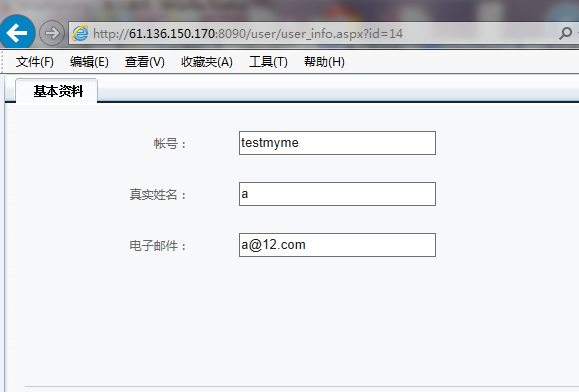 http://61.136.150.170:8090/user/user_info.aspx?id=14
文件(F) 编辑(E) 查看(V) 收藏夹(A) 工具(T) 帮助(H)
基本资料
帐号： testmyme
真实姓名： a
电子邮件： a@12.com